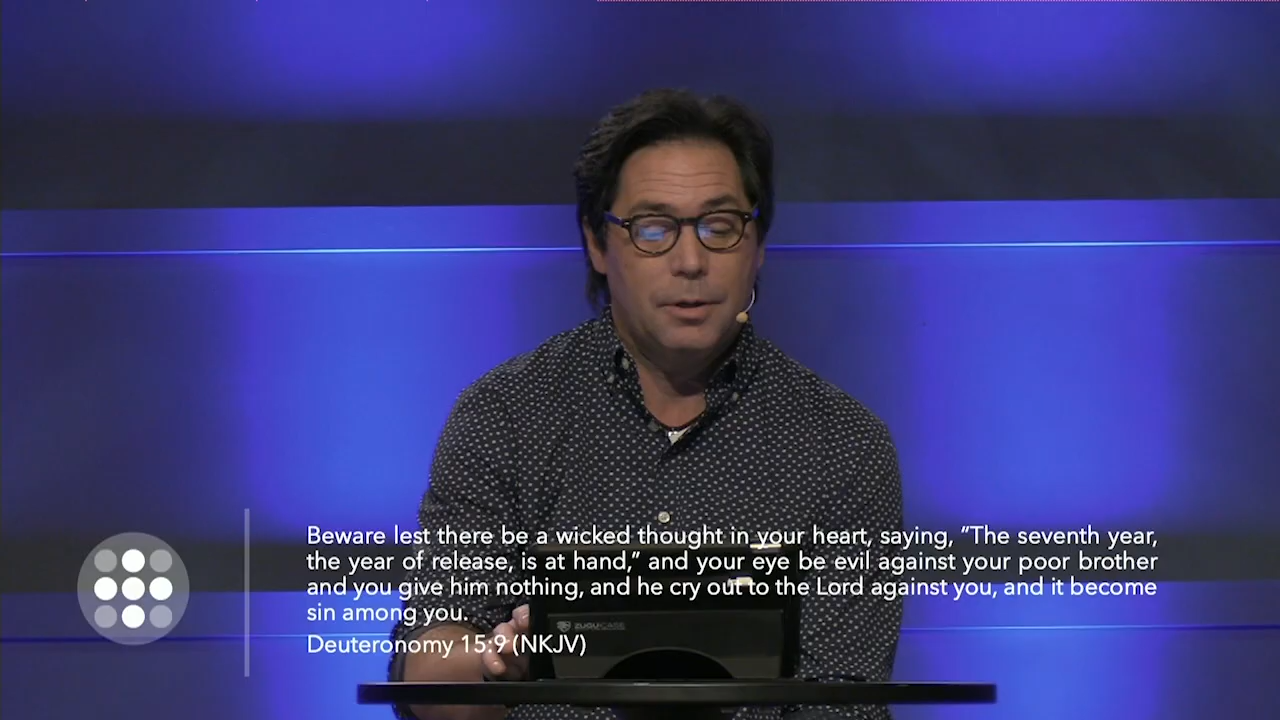 Beware lest there be a wicked thought in your heart, saying, “The seventh year,
the year of release, is at hand,” and your eye be evil against your poor brother
and you give him nothing, and he cry out to the Lord against you, and it become
sin among you.
Deuteronomy 15:9 (NKJV)
ZUGU CASE